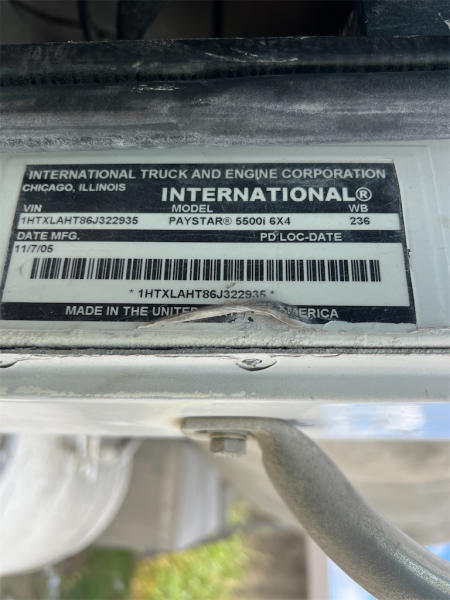 INTERNATIONAL TRUCK AND ENGINE CORPORATION
CHICAGO, ILLINOIS INTERNATIONAL®
VIN MODEL WB
1HTXLAHT86J322935 PAYSTAR® 5500i 6X4 236
DATE MFG. PD LOC-DATE
11/7/05
*1HTXLAHT86J322935*
MADE IN THE UNITED AMERICA